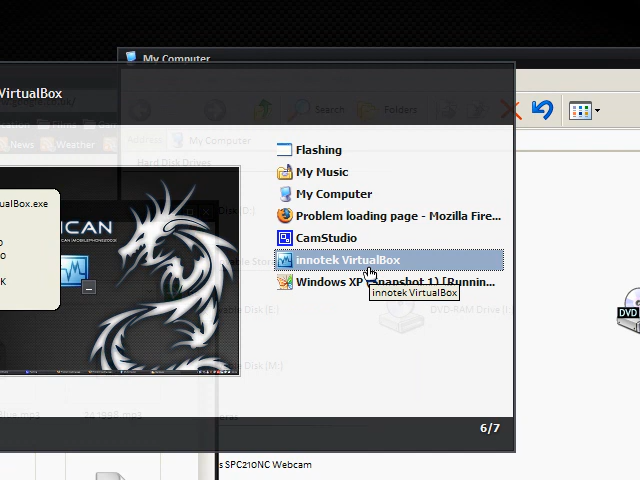 My Computer
VirtualBox
Search
Folders
My Computer
Hard Disk Drives
News
Weather
Flashing
My Music
My Computer
Problem loading page - Mozilla Fire...
CamStudio
innotek VirtualBox
Windows XP (Snapshot 1) [Runnin...
innotek VirtualBox
ualBox.exe
ICAN
K
DVD-RAM Drive (I:)
DVD
Disk (D:)
able Disk (E:)
Disk (M:)
6/7
s SPC210NC Webcam